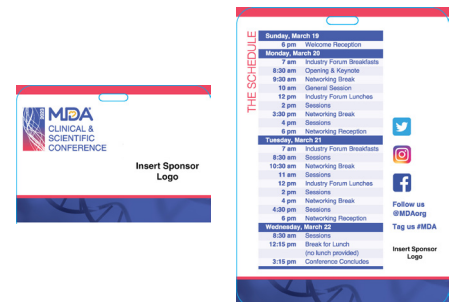 MDA
CLINICAL &
SCIENTIFIC
CONFERENCE
Insert Sponsor
Logo
THE SCHEDULE
Sunday, March 19
6 pm Welcome Reception
Monday, March 20
7 am Industry Forum Breakfasts
8:30 am Opening & Keynote
9:30 am Networking Break
10 am General Session
12 pm Industry Forum Lunches
2 pm Sessions
3:30 pm Networking Break
4 pm Sessions
6 pm Networking Reception
Tuesday, March 21
7 am Industry Forum Breakfasts
8:30 am Sessions
10:30 am Networking Break
11 am Sessions
12 pm Industry Forum Lunches
2 pm Sessions
4 pm Networking Break
4:30 pm Sessions
6 pm Networking Reception
Wednesday, March 22
8:30 am Sessions
12:15 pm Break for Lunch
(no lunch provided)
3:15 pm Conference Concludes
Follow us
@MDAorg
Tag us #MDA
Insert Sponsor
Logo